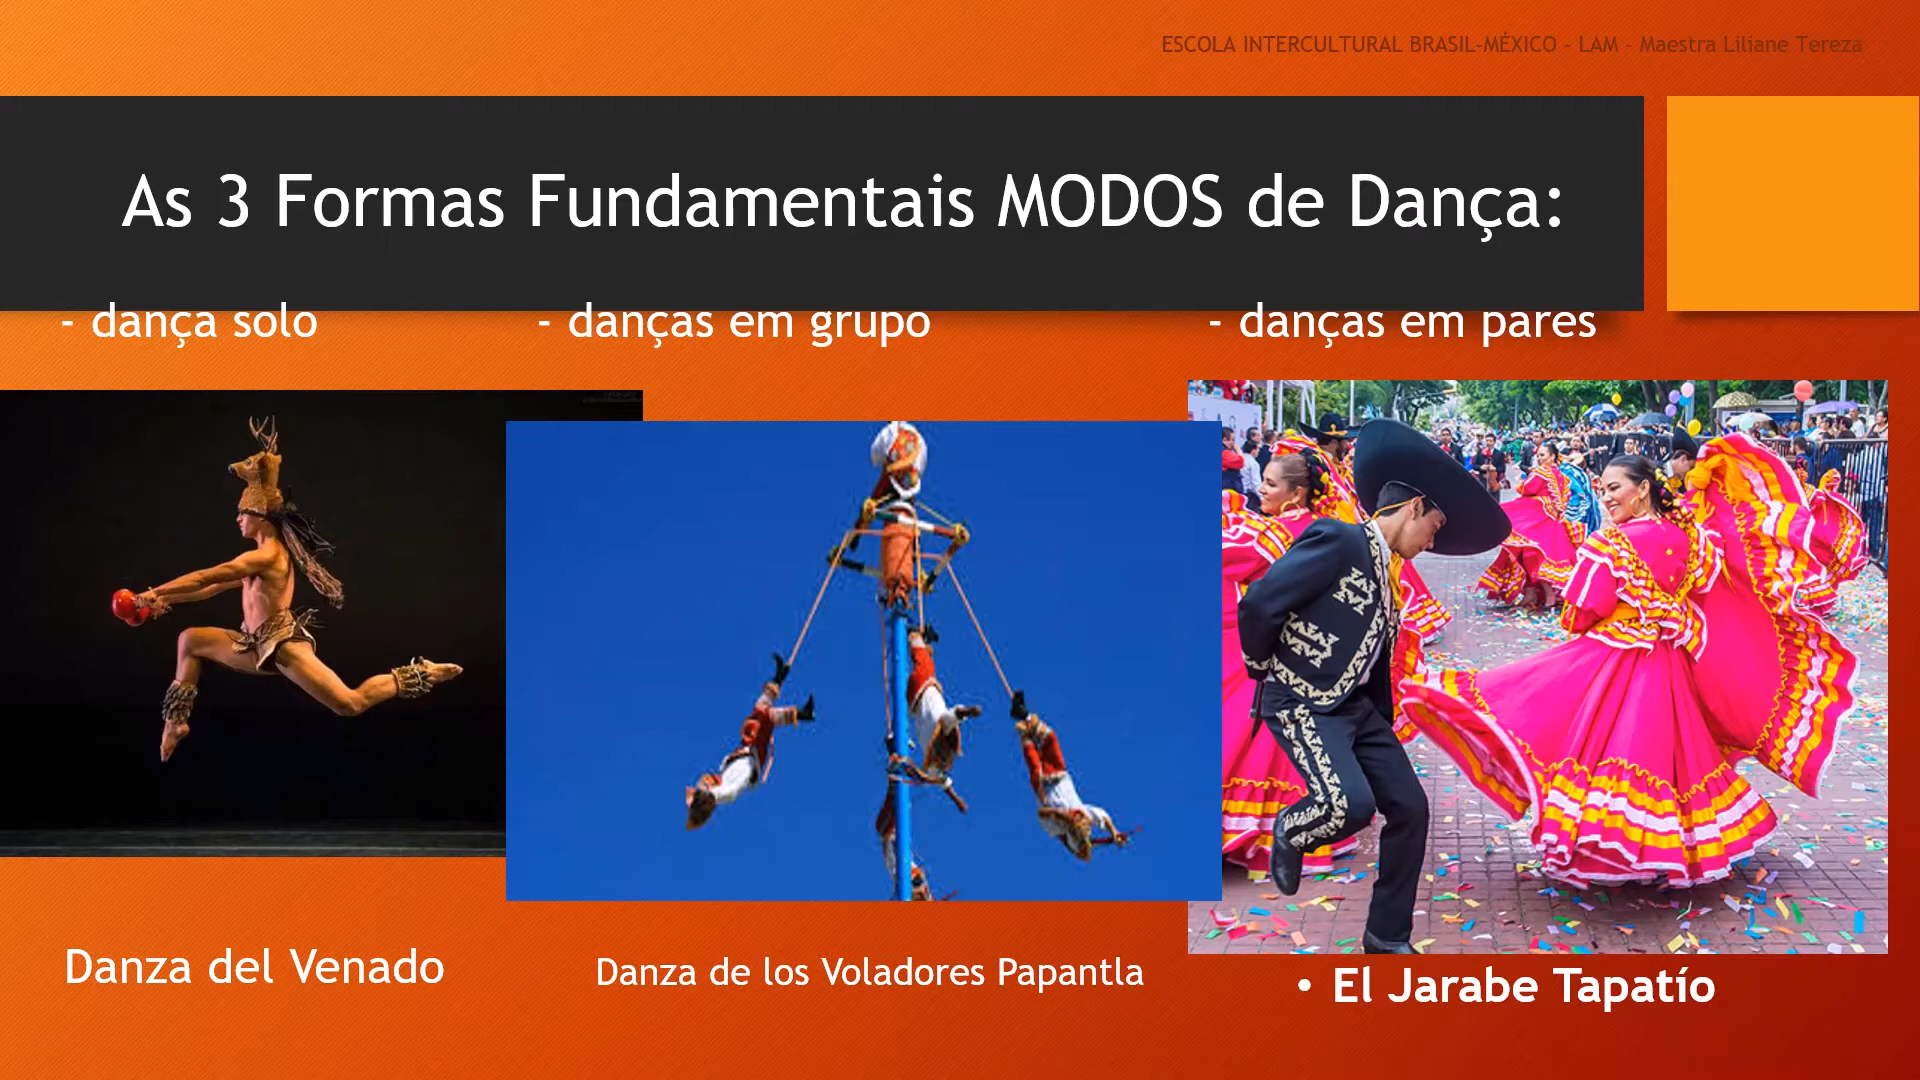 ESCOLA INTERCULTURAL BRASIL-MÉXICO - LAM - Maestra Liliane Tereza
As 3 Formas Fundamentais MODOS de Dança:
- dança solo
- danças em grupo
- danças em pares
Danza del Venado
Danza de los Voladores Papantla
• El Jarabe Tapatío